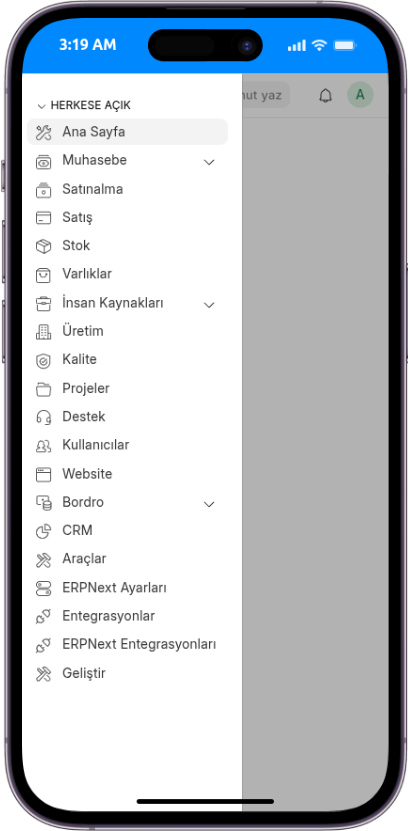 3:19 AM
nut yaz
A
HERKESE AÇIK
Ana Sayfa
Muhasebe
Satınalma
Satış
Stok
Varlıklar
İnsan Kaynakları
Üretim
Kalite
Projeler
Destek
Kullanıcılar
Website
Bordro
CRM
Araçlar
ERPNext Ayarları
Entegrasyonlar
ERPNext Entegrasyonları
Geliştir